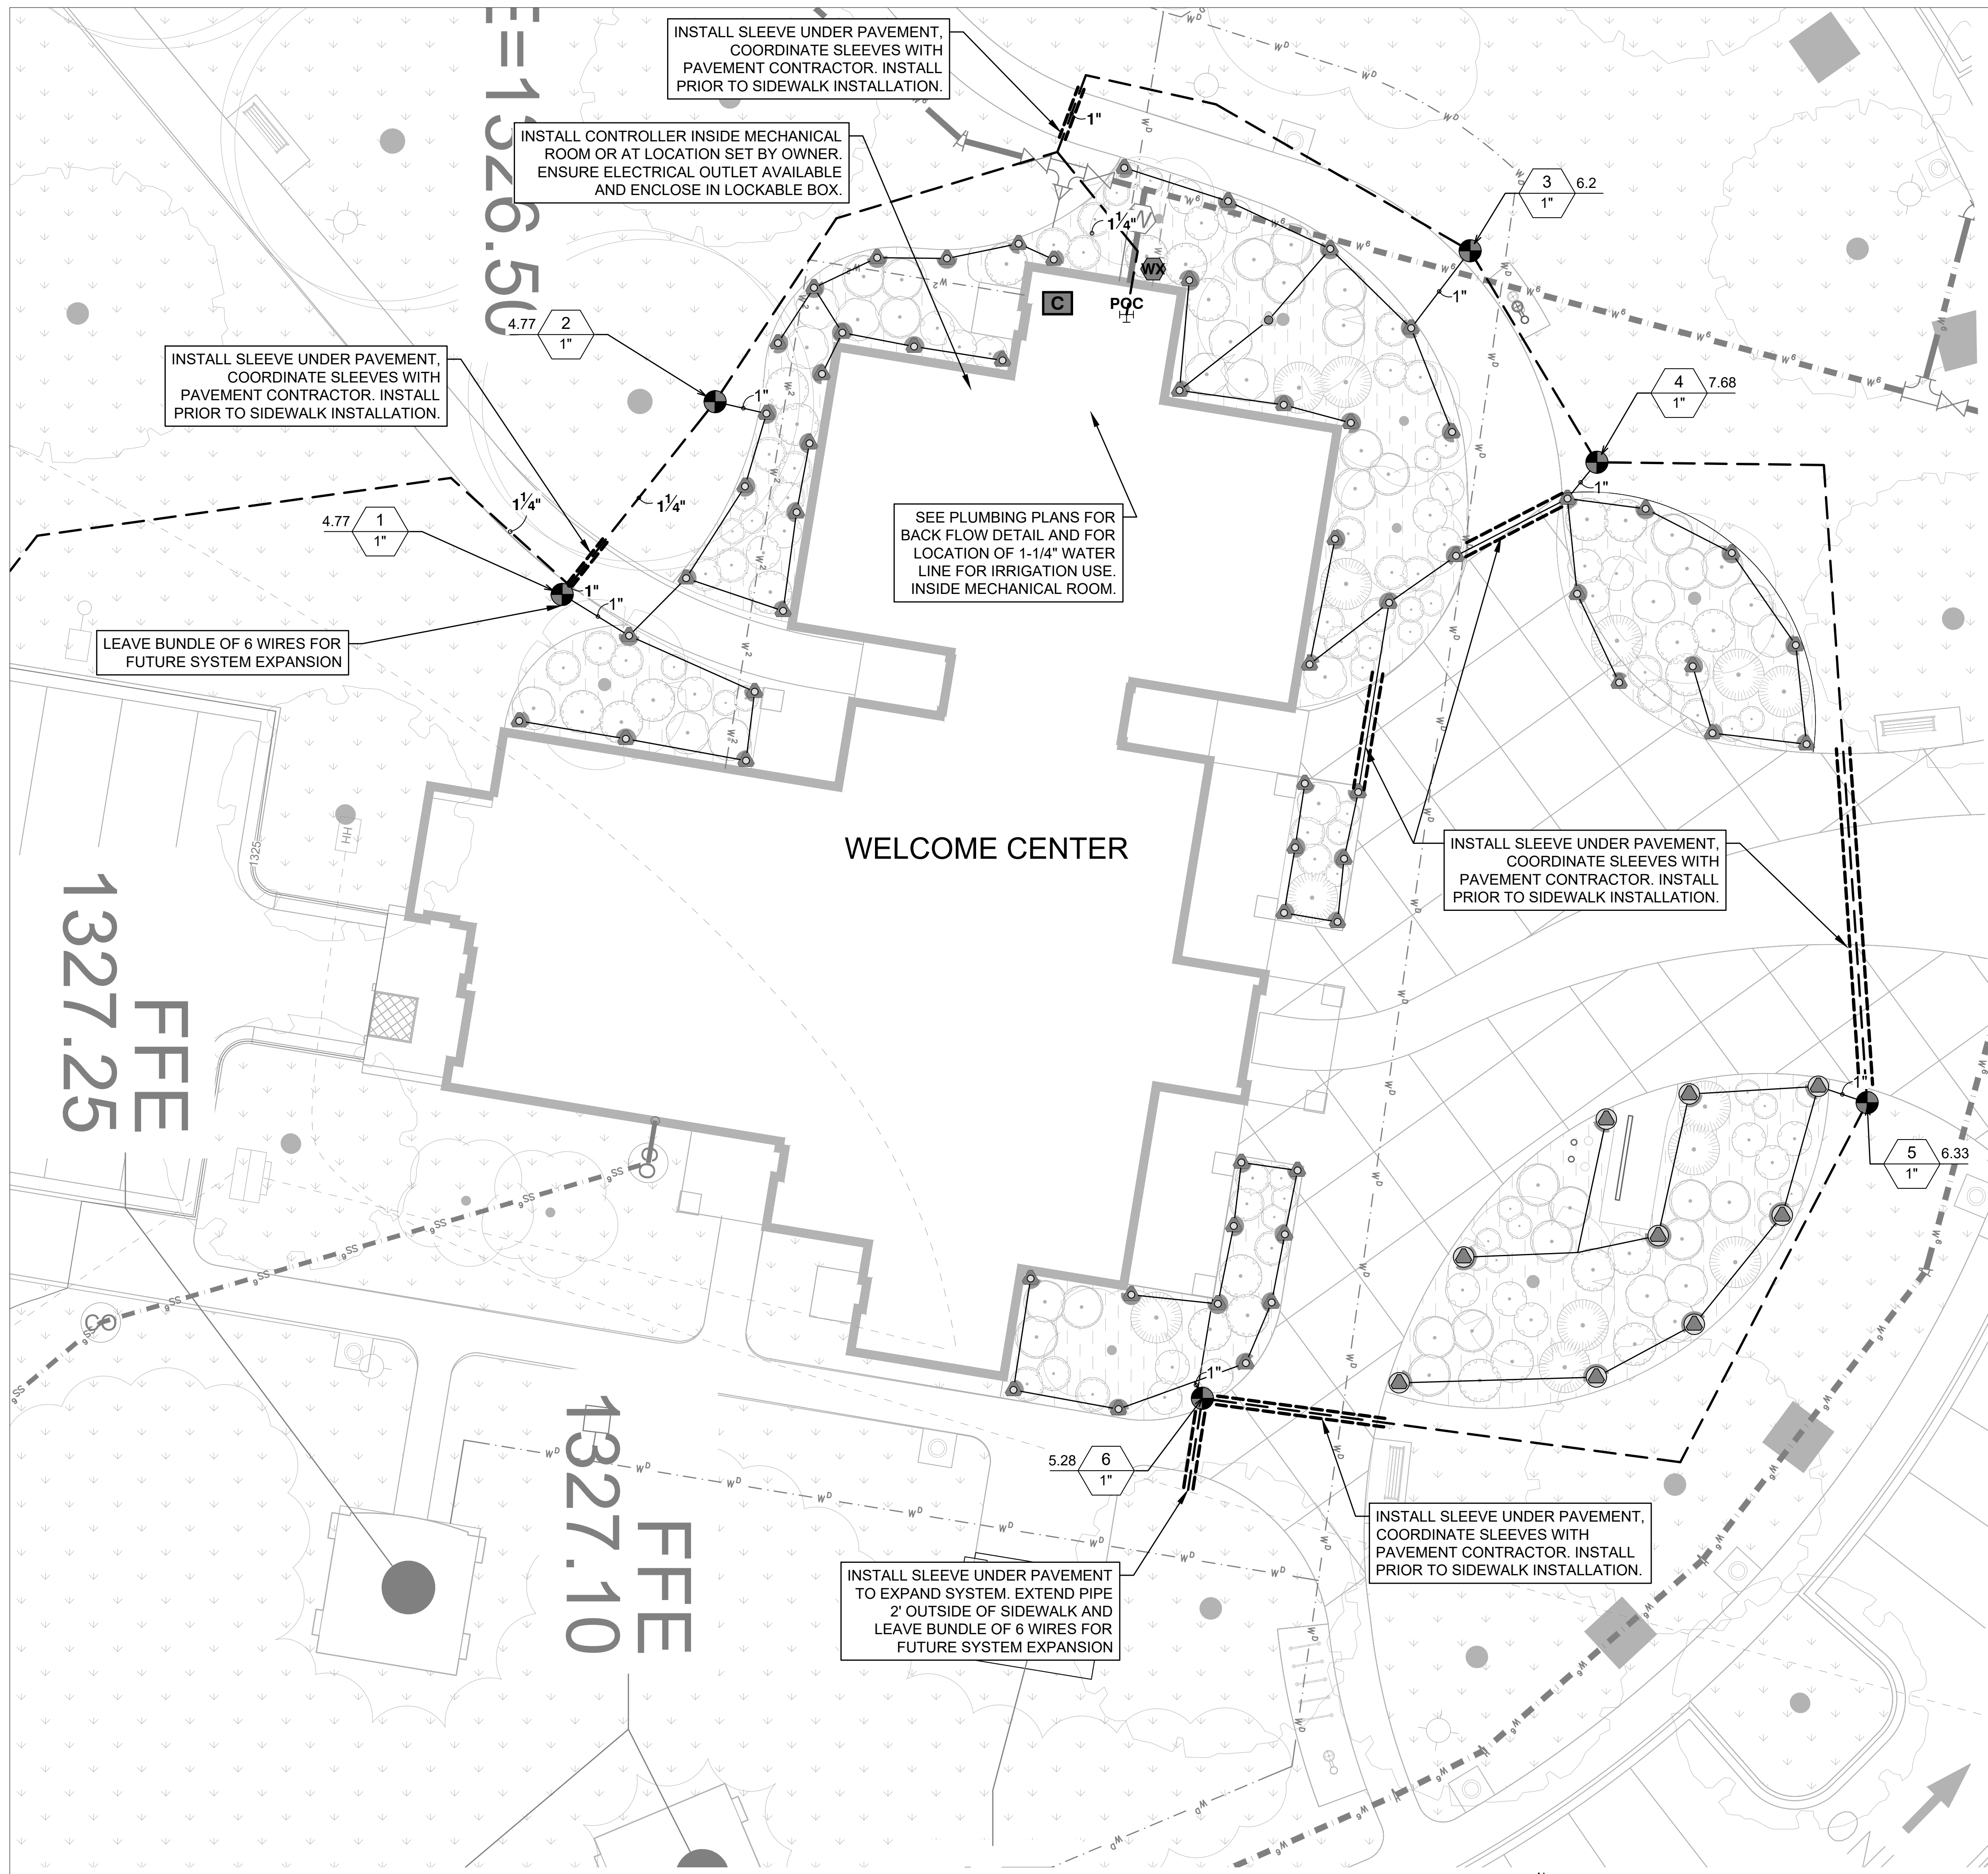 INSTALL SLEEVE UNDER PAVEMENT,
COORDINATE SLEEVES WITH
PAVEMENT CONTRACTOR. INSTALL
PRIOR TO SIDEWALK INSTALLATION.
INSTALL CONTROLLER INSIDE MECHANICAL
ROOM OR AT LOCATION SET BY OWNER.
ENSURE ELECTRICAL OUTLET AVAILABLE
AND ENCLOSE IN LOCKABLE BOX.
=1326.50
1"
1¼"
WX
C
POC
3
1"
6.2
1"
4
1"
7.68
1"
4.77
2
1"
1"
INSTALL SLEEVE UNDER PAVEMENT,
COORDINATE SLEEVES WITH
PAVEMENT CONTRACTOR. INSTALL
PRIOR TO SIDEWALK INSTALLATION.
1¼"
1¼"
4.77
1
1"
1"
1"
LEAVE BUNDLE OF 6 WIRES FOR
FUTURE SYSTEM EXPANSION
SEE PLUMBING PLANS FOR
BACK FLOW DETAIL AND FOR
LOCATION OF 1-1/4" WATER
LINE FOR IRRIGATION USE.
INSIDE MECHANICAL ROOM.
WELCOME CENTER
INSTALL SLEEVE UNDER PAVEMENT,
COORDINATE SLEEVES WITH
PAVEMENT CONTRACTOR. INSTALL
PRIOR TO SIDEWALK INSTALLATION.
HH
1325
FFE
1327.25
CO
CO
1"
5
1"
6.33
1"
5.28
6
1"
FFE
1327.10
INSTALL SLEEVE UNDER PAVEMENT
TO EXPAND SYSTEM. EXTEND PIPE
2' OUTSIDE OF SIDEWALK AND
LEAVE BUNDLE OF 6 WIRES FOR
FUTURE SYSTEM EXPANSION
INSTALL SLEEVE UNDER PAVEMENT,
COORDINATE SLEEVES WITH
PAVEMENT CONTRACTOR. INSTALL
PRIOR TO SIDEWALK INSTALLATION.